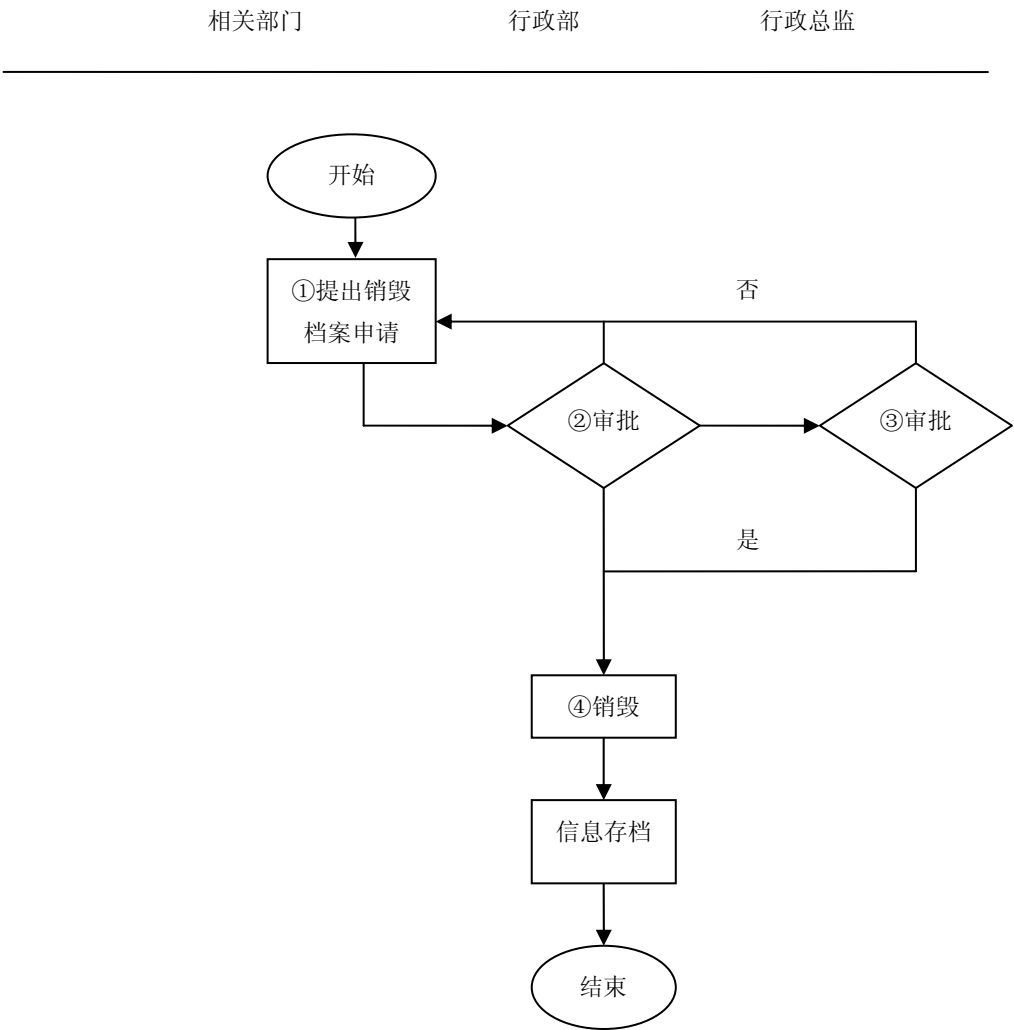 相关部门 行政部 行政总监
开始
①提出销毁
档案申请
否
②审批 ③审批
是
④销毁
信息存档
结束